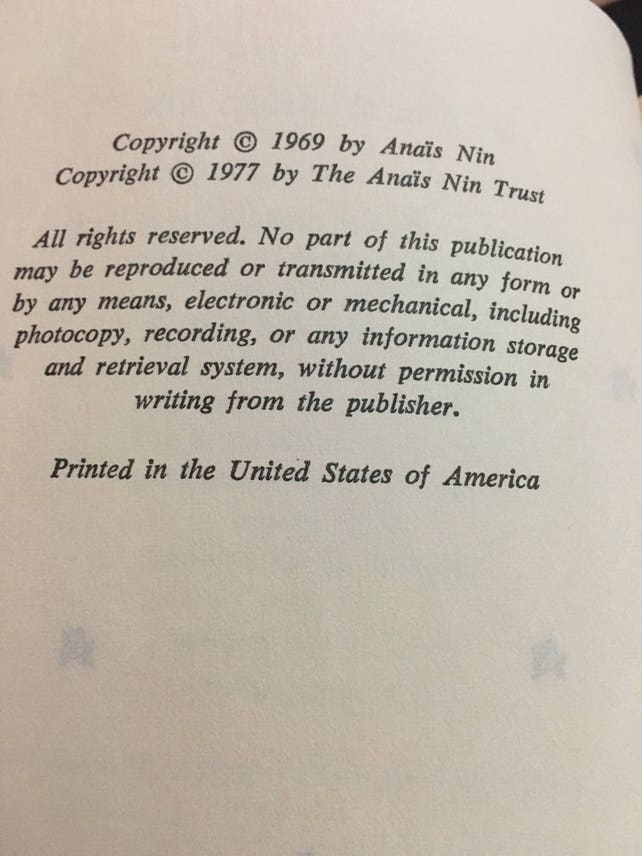 Copyright © 1969 by Anaïs Nin
Copyright © 1977 by The Anaïs Nin Trust
All rights reserved. No part of this publication
may be reproduced or transmitted in any form or
by any means, electronic or mechanical, including
photocopy, recording, or any information storage
and retrieval system, without permission in
writing from the publisher.
Printed in the United States of America